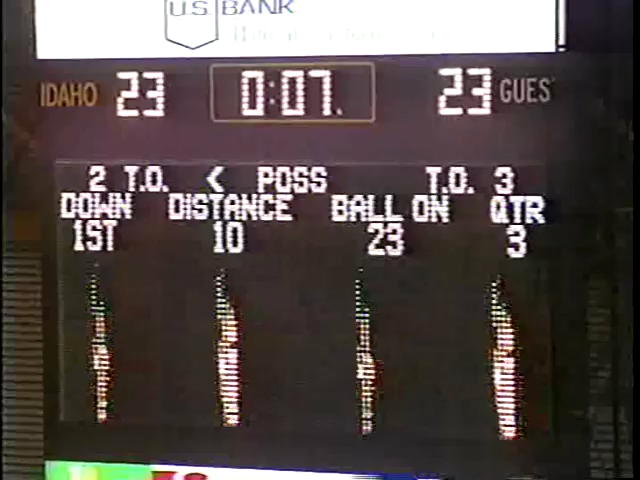 U.S. BANK
IDAHO 23 0:07. 23 GUES
2 T.O. < POSS T.O. 3
DOWN DISTANCE BALL ON QTR
1ST 10 23 3